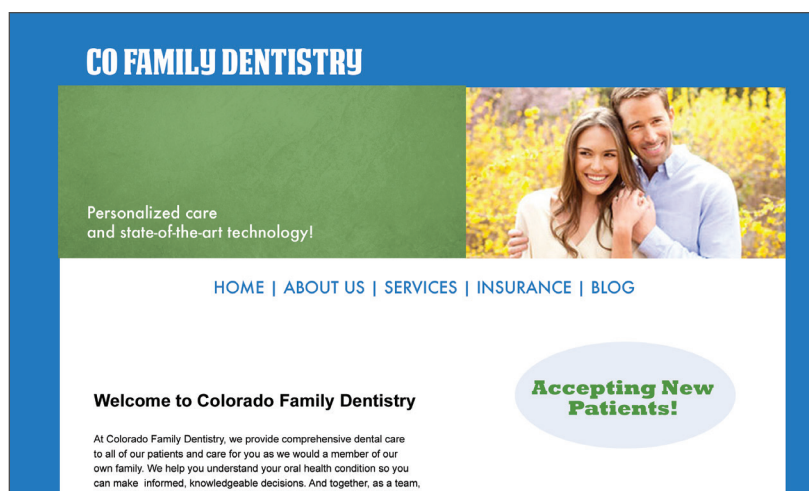 CO FAMILY DENTISTRY
Personalized care
and state-of-the-art technology!
HOME | ABOUT US | SERVICES | INSURANCE | BLOG
Accepting New
Patients!
Welcome to Colorado Family Dentistry
At Colorado Family Dentistry, we provide comprehensive dental care
to all of our patients and care for you as we would a member of our
own family. We help you understand your oral health condition so you
can make informed, knowledgeable decisions. And together, as a team,